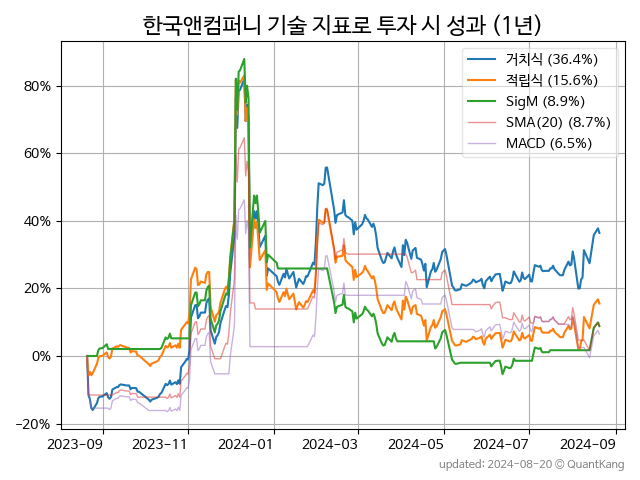 한국앤컴퍼니 기술 지표로 투자 시 성과 (1년)
거치식 (36.4%)
적립식 (15.6%)
SigM (8.9%)
SMA(20) (8.7%)
MACD (6.5%)
80%
60%
40%
20%
0%
−20%
2023-09 2023-11 2024-01 2024-03 2024-05 2024-07 2024-09
updated: 2024-08-20 © QuantKang